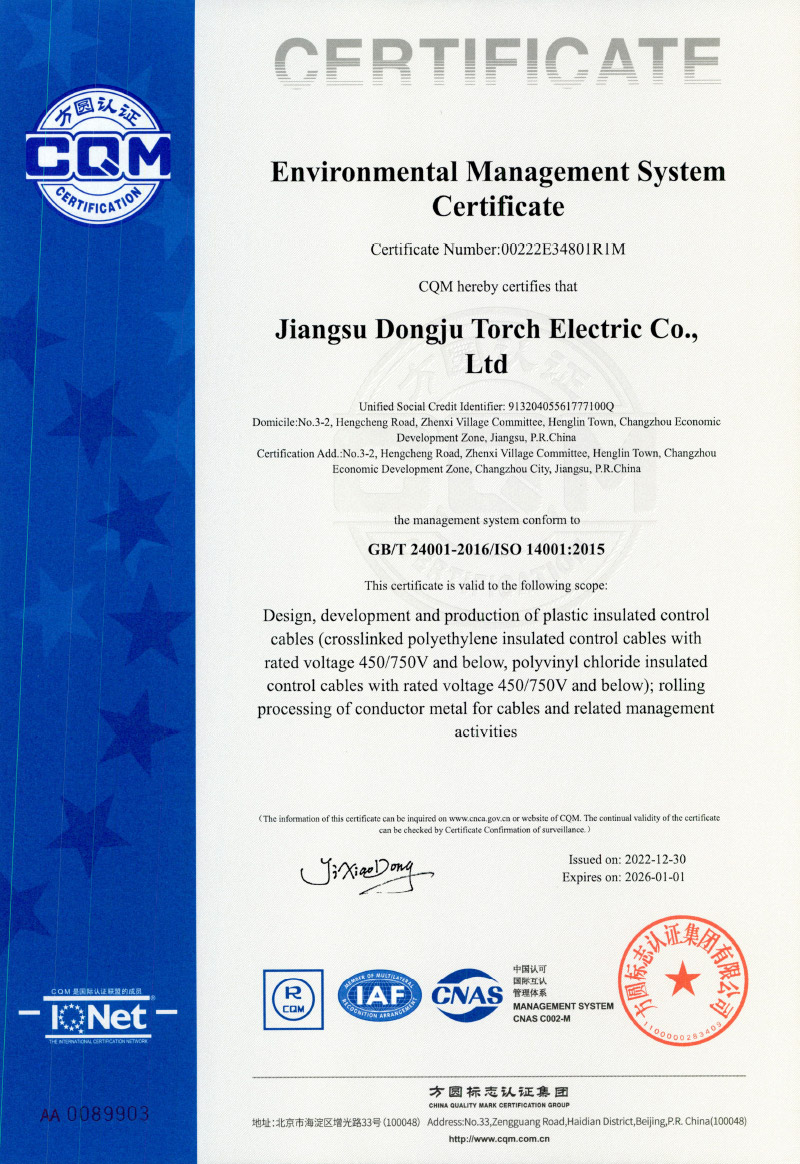 CERTIFICATE
方圆认证
CQM
CERTIFICATION
Environmental Management System
Certificate
Certificate Number:00222E34801R1M
CQM hereby certifies that
Jiangsu Dongju Torch Electric Co.,
Ltd
Unified Social Credit Identifier: 91320405561777100Q
Domicile:No.3-2, Hengcheng Road, Zhenxi Village Committee, Henglin Town, Changzhou Economic
Development Zone, Jiangsu, P.R.China
Certification Add.:No.3-2, Hengcheng Road, Zhenxi Village Committee, Henglin Town, Changzhou
Economic Development Zone, Changzhou City, Jiangsu, P.R.China
the management system conform to
GB/T 24001-2016/ISO 14001:2015
This certificate is valid to the following scope:
Design, development and production of plastic insulated control
cables (crosslinked polyethylene insulated control cables with
rated voltage 450/750V and below, polyvinyl chloride insulated
control cables with rated voltage 450/750V and below); rolling
processing of conductor metal for cables and related management
activities
(The information of this certificate can be inquired on www.cnca.gov.cn or website of CQM. The continual validity of the certificate
can be checked by Certificate Confirmation of surveillance.)
Yi XiaoDong
Issued on: 2022-12-30
Expires on: 2026-01-01
CQM 是国际认证联盟的成员
IQNet
®
THE INTERNATIONAL CERTIFICATION NETWORK
R
CQM
MEMBER OF MULTILATERAL
IAF
RECOGNITION ARRANGEMENT
CNAS
中国认可
国际互认
管理体系
MANAGEMENT SYSTEM
CNAS C002-M
方圆标志认证集团有限公司
1100000283409
AA 0089903
方圆标志认证集团
CHINA QUALITY MARK CERTIFICATION GROUP
地址:北京市海淀区增光路33号(100048) Address:No.33,Zengguang Road,Haidian District,Beijing,P.R. China(100048)
http://www.cqm.com.cn